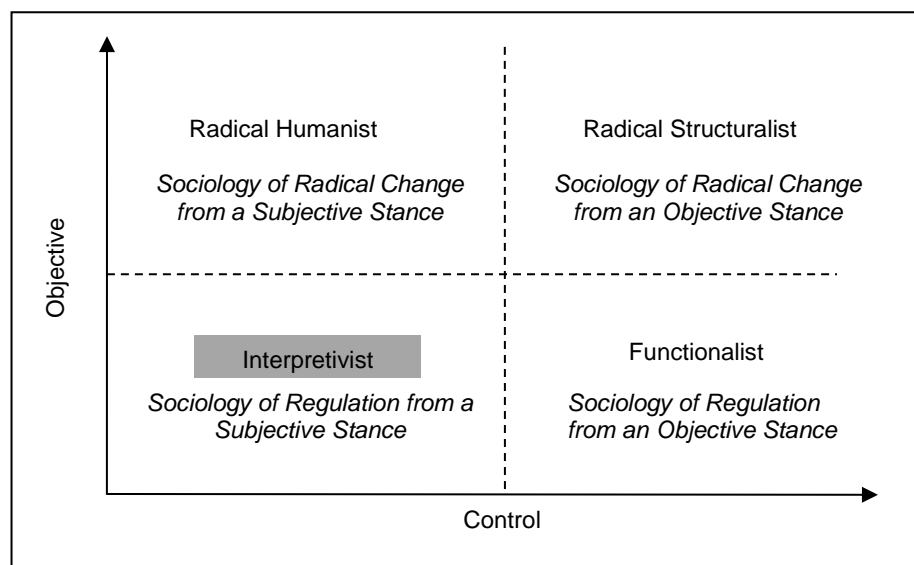 Radical Humanist
Sociology of Radical Change
from a Subjective Stance
Radical Structuralist
Sociology of Radical Change
from an Objective Stance
Objective
Interpretivist
Sociology of Regulation from a
Subjective Stance
Functionalist
Sociology of Regulation
from an Objective Stance
Control